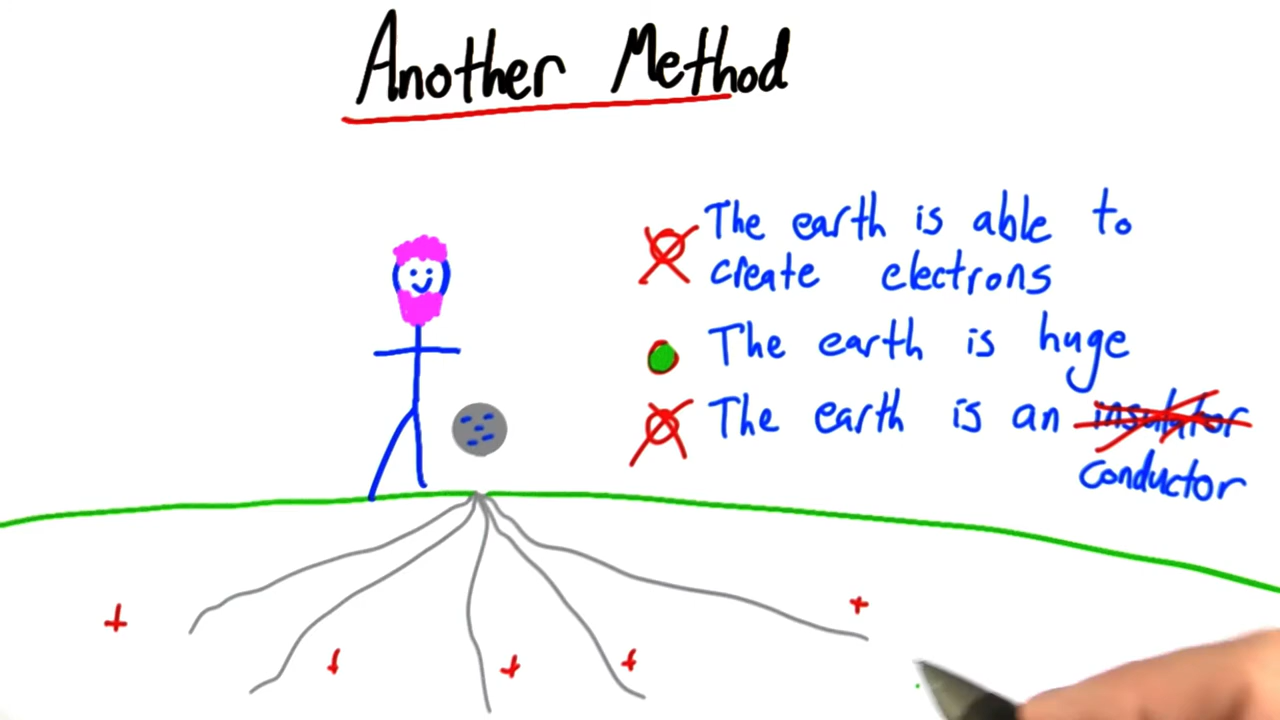 Another Method
The earth is able to
create electrons
The earth is huge
The earth is an insulator
conductor